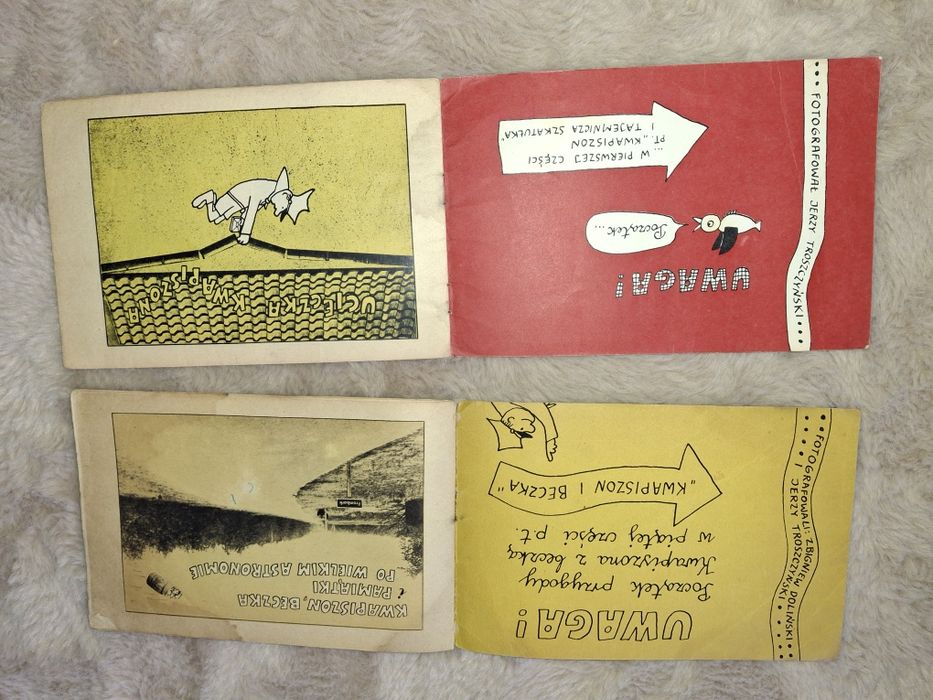 UWAGA!
Początek...
... W PIERWSZEJ CZĘŚCI
PT. „KWAPISZON
I TAJEMNICZA SZKATUŁKA"
FOTOGRAFOWAŁ JERZY TROSZCZYŃSKI
UCIECZKA KWAPISZONA
UWAGA!
Początek przygody
Kwapiszona z beczką
w piątej części p.t.
„KWAPISZON I BECZKA"
FOTOGRAFOWALI: ZBIGNIEW DOLIŃSKI
I JERZY TROSZCZYŃSKI
KWAPISZON, BECZKA
i PAMIĄTKI
PO WIELKIM ASTRONOMIE
Frombork